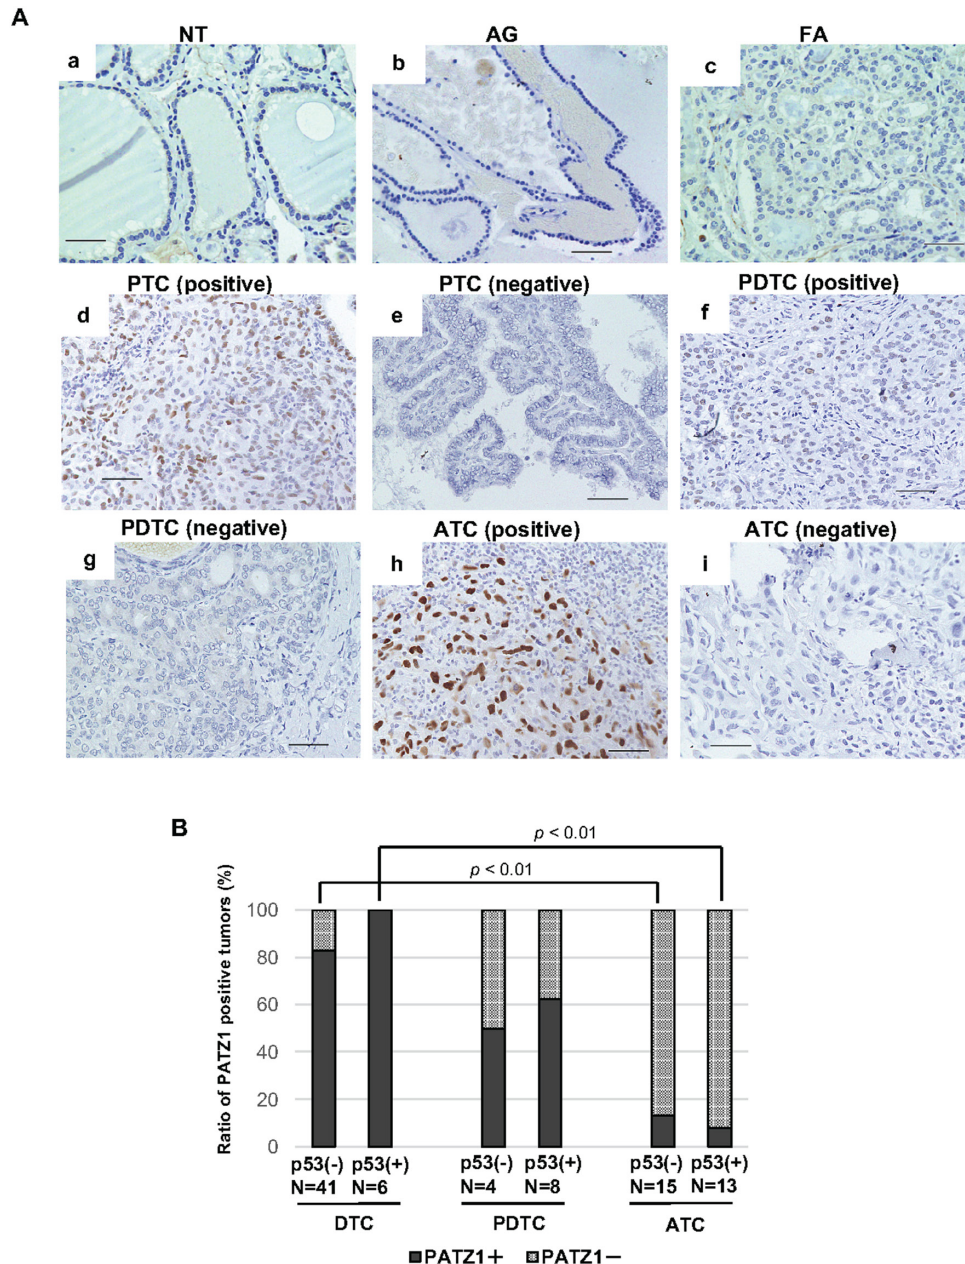 A
NT
AG
FA
a
b
c
PTC (positive)
PTC (negative)
PDTC (positive)
d
e
f
PDTC (negative)
ATC (positive)
ATC (negative)
g
h
i
B
p < 0.01
p < 0.01
Ratio of PATZ1 positive tumors (%)
100
80
60
40
20
0
p53(-) p53(+) p53(-) p53(+) p53(-) p53(+)
N=41 N=6 N=4 N=8 N=15 N=13
DTC PDTC ATC
PATZ1+ PATZ1−